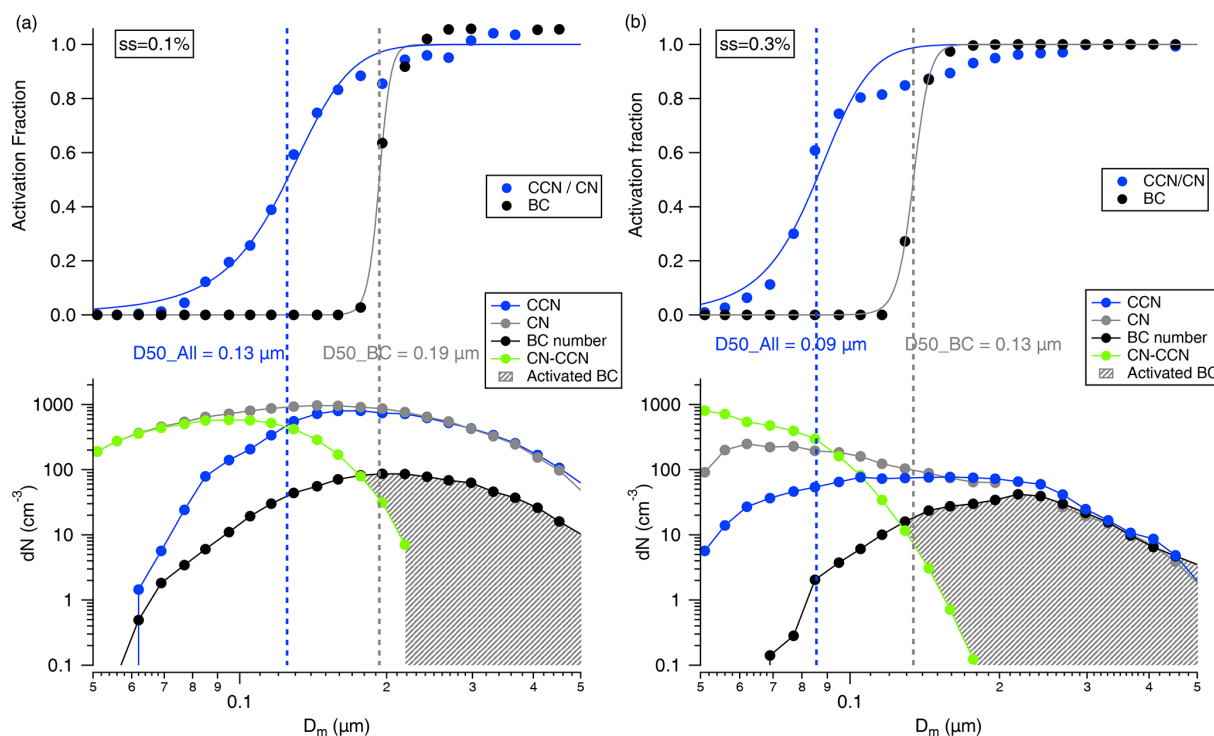 (a)
ss=0.1%
1.0
0.8
0.6
0.4
0.2
0.0
Activation Fraction
CCN / CN
BC
D50_All = 0.13 µm
D50_BC = 0.19 µm
CCN
CN
BC number
CN-CCN
Activated BC
1000
100
10
1
0.1
dN (cm-3)
5 6 7 8 9 2 3 4 5
0.1
Dm (µm)
(b)
ss=0.3%
1.0
0.8
0.6
0.4
0.2
0.0
Activation fraction
CCN/CN
BC
D50_All = 0.09 µm
D50_BC = 0.13 µm
CCN
CN
BC number
CN-CCN
Activated BC
1000
100
10
1
0.1
dN (cm-3)
5 6 7 8 9 2 3 4 5
0.1
Dm (µm)